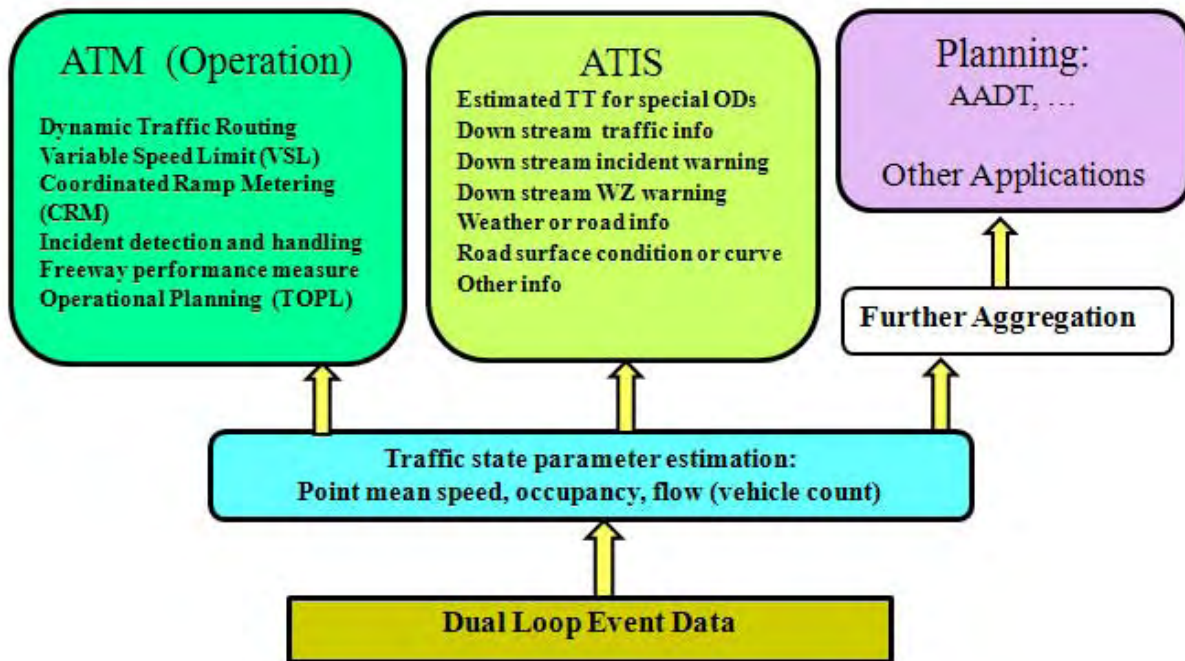 ATM (Operation)
Dynamic Traffic Routing
Variable Speed Limit (VSL)
Coordinated Ramp Metering
(CRM)
Incident detection and handling
Freeway performance measure
Operational Planning (TOPL)
ATIS
Estimated TT for special ODs
Down stream traffic info
Down stream incident warning
Down stream WZ warning
Weather or road info
Road surface condition or curve
Other info
Planning:
AADT, ...
Other Applications
Further Aggregation
Traffic state parameter estimation:
Point mean speed, occupancy, flow (vehicle count)
Dual Loop Event Data